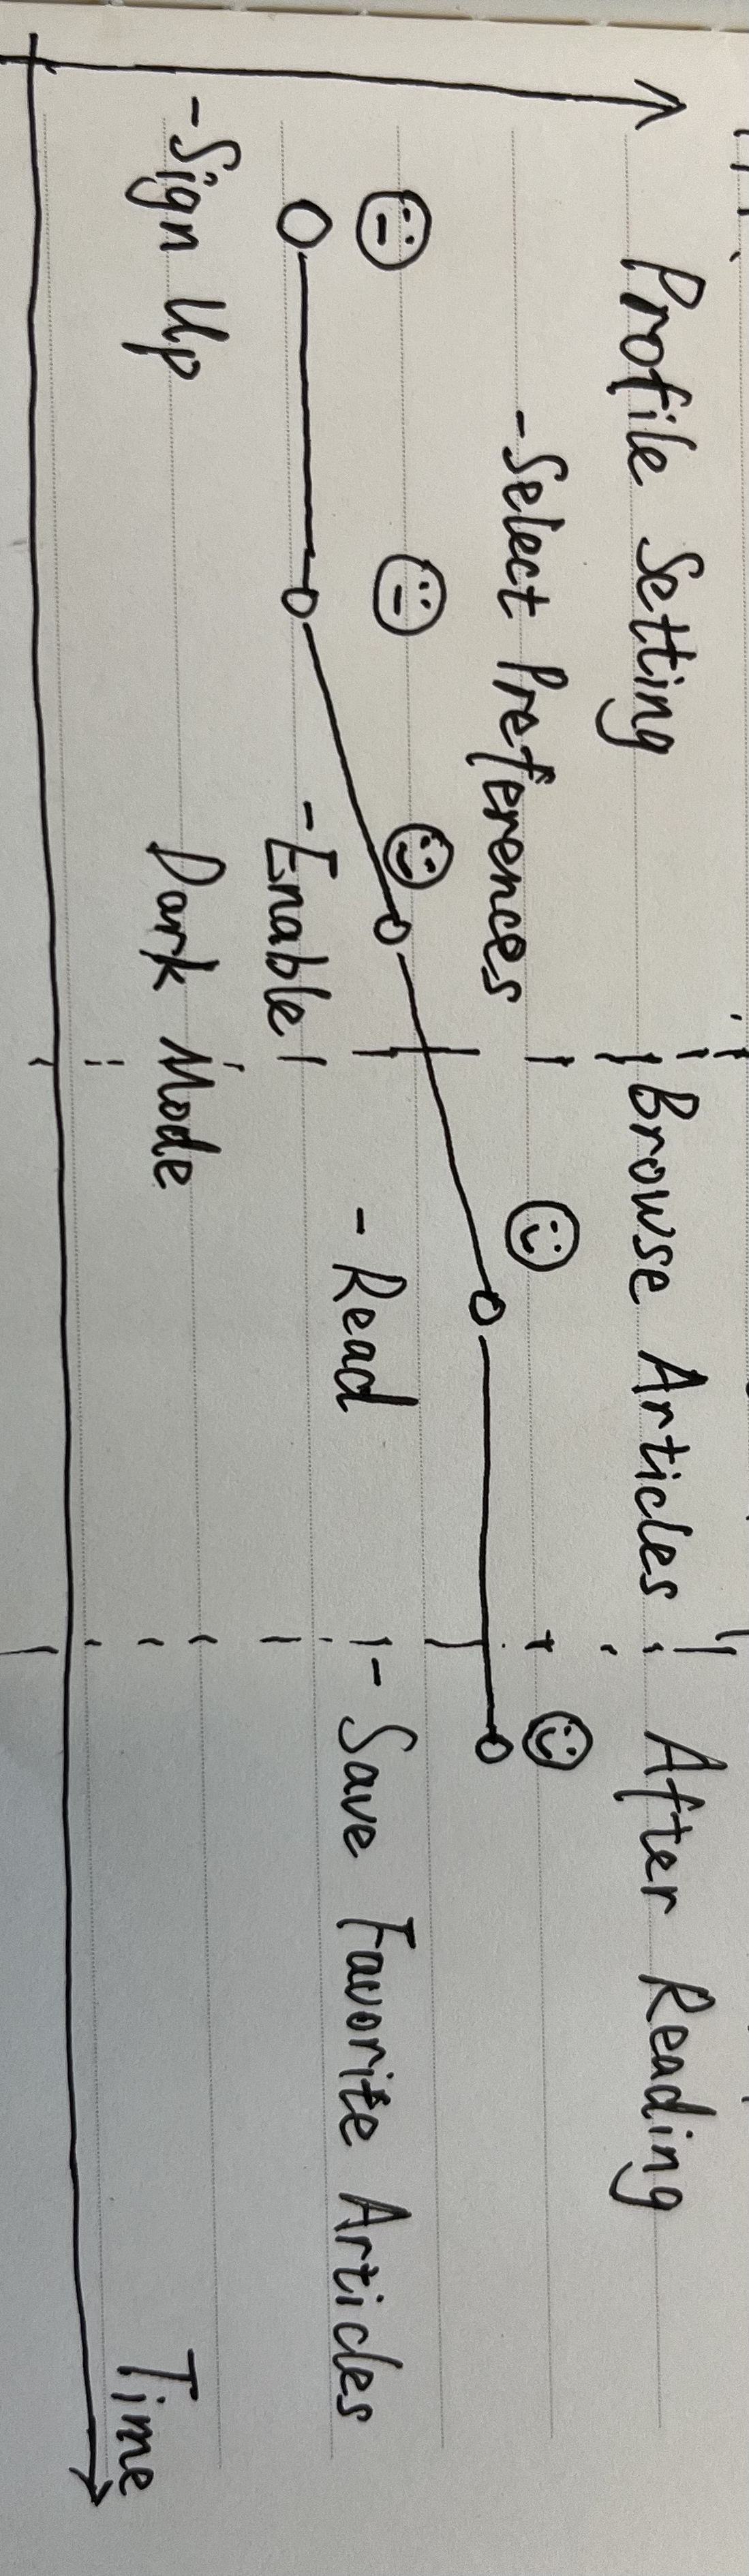 Profile Setting
Browse Articles
After Reading
-Select Preferences
-Enable
Dark Mode
-Sign Up
- Read
- Save Favorite Articles
Time